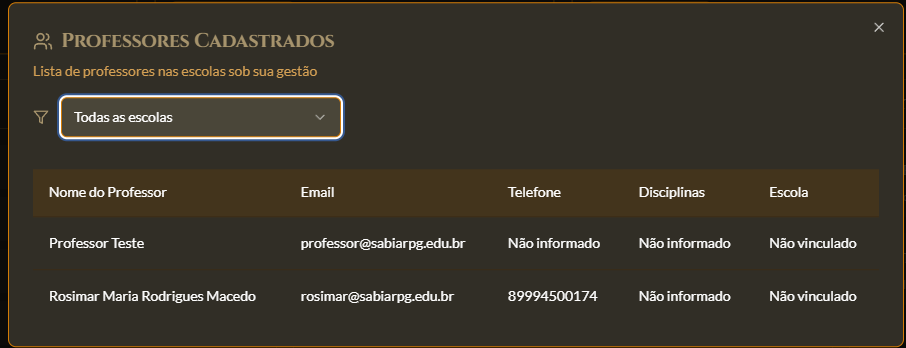 Professores Cadastrados
Lista de professores nas escolas sob sua gestão
Todas as escolas
Nome do Professor Email Telefone Disciplinas Escola
Professor Teste professor@sabiarpg.edu.br Não informado Não informado Não vinculado
Rosimar Maria Rodrigues Macedo rosimar@sabiarpg.edu.br 89994500174 Não informado Não vinculado